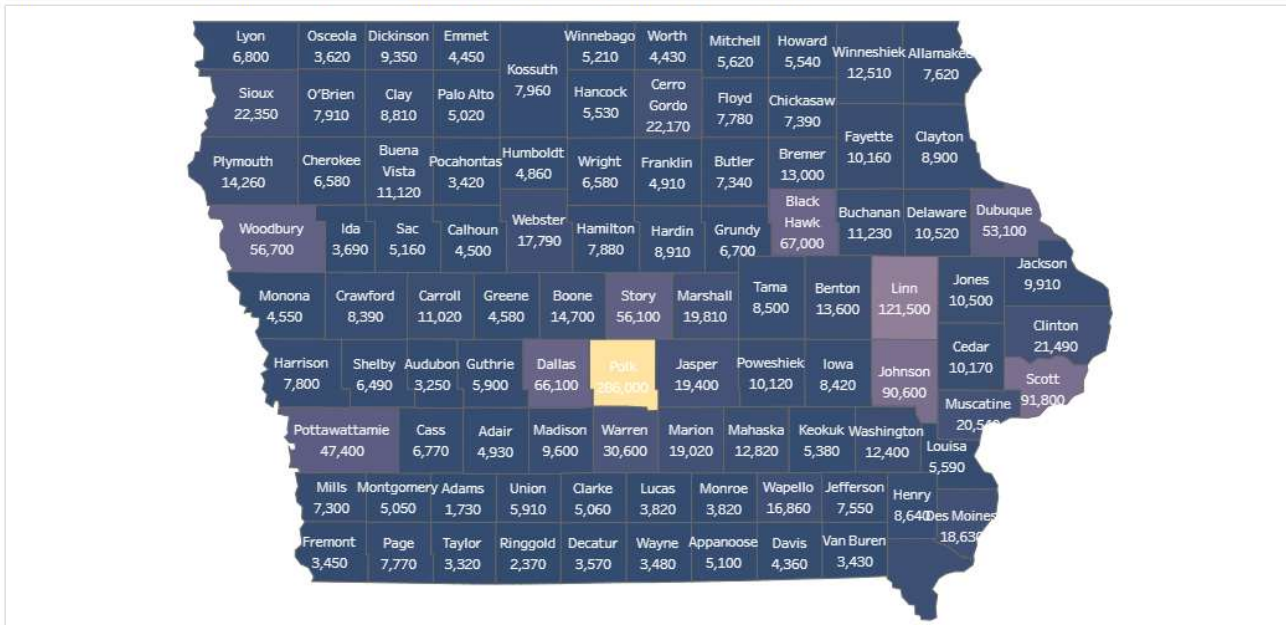 Lyon
6,800
Osceola
3,620
Dickinson
9,350
Emmet
4,450
Kossuth
7,960
Winnebago
5,210
Worth
4,430
Mitchell
5,620
Howard
5,540
Winneshiek
12,510
Allamakee
7,620
Sioux
22,350
O'Brien
7,910
Clay
8,810
Palo Alto
5,020
Hancock
5,530
Cerro
Gordo
22,170
Floyd
7,780
Chickasaw
7,390
Fayette
10,160
Clayton
8,900
Plymouth
14,260
Cherokee
6,580
Buena
Vista
11,120
Pocahontas
3,420
Humboldt
4,860
Wright
6,580
Franklin
4,910
Butler
7,340
Bremer
13,000
Woodbury
56,700
Ida
3,690
Sac
5,160
Calhoun
4,500
Webster
17,790
Hamilton
7,880
Hardin
8,910
Grundy
6,700
Black
Hawk
67,000
Buchanan
11,230
Delaware
10,520
Dubuque
53,100
Monona
4,550
Crawford
8,390
Carroll
11,020
Greene
4,580
Boone
14,700
Story
56,100
Marshall
19,810
Tama
8,500
Benton
13,600
Linn
121,500
Jones
10,500
Jackson
9,910
Clinton
21,490
Harrison
7,800
Shelby
6,490
Audubon
3,250
Guthrie
5,900
Dallas
66,100
Polk
286,000
Jasper
19,400
Poweshiek
10,120
Iowa
8,420
Johnson
90,600
Cedar
10,170
Scott
91,800
Muscatine
20,540
Pottawattamie
47,400
Cass
6,770
Adair
4,930
Madison
9,600
Warren
30,600
Marion
19,020
Mahaska
12,820
Keokuk
5,380
Washington
12,400
Louisa
5,590
Mills
7,300
Montgomery
5,050
Adams
1,730
Union
5,910
Clarke
5,060
Lucas
3,820
Monroe
3,820
Wapello
16,860
Jefferson
7,550
Henry
8,640
Des Moines
18,630
Fremont
3,450
Page
7,770
Taylor
3,320
Ringgold
2,370
Decatur
3,570
Wayne
3,480
Appanoose
5,100
Davis
4,360
Van Buren
3,430